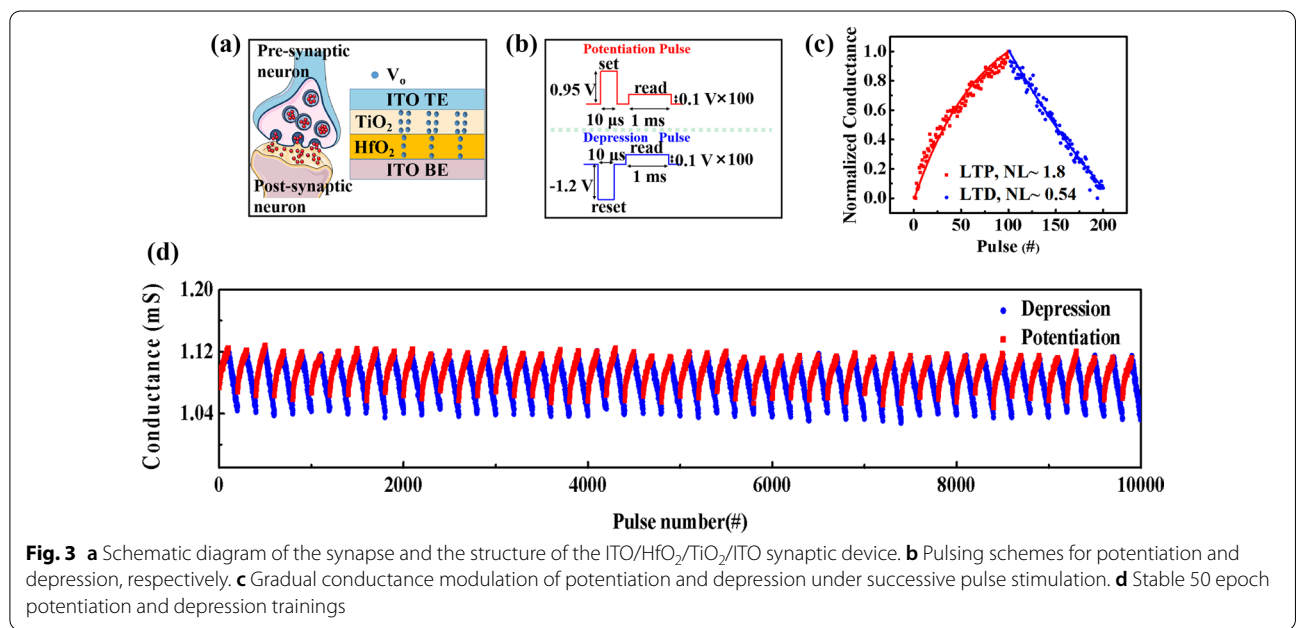 (a)
Pre-synaptic
neuron
Vo
ITO TE
TiO2
HfO2
ITO BE
Post-synaptic
neuron
(b)
Potentiation Pulse
set
0.95 V
read
0.1 V×100
10 µs
1 ms
Depression Pulse
10 µs
read
0.1 V×100
1 ms
-1.2 V
reset
(c)
Normalized Conductance
1.0
0.8
0.6
0.4
0.2
0.0
LTP, NL~ 1.8
LTD, NL~ 0.54
0 50 100 150 200
Pulse (#)
(d)
Conductance (mS)
1.20
1.12
1.04
Depression
Potentiation
0 2000 4000 6000 8000 10000
Pulse number(#)
Fig. 3 a Schematic diagram of the synapse and the structure of the ITO/HfO2/TiO2/ITO synaptic device. b Pulsing schemes for potentiation and
depression, respectively. c Gradual conductance modulation of potentiation and depression under successive pulse stimulation. d Stable 50 epoch
potentiation and depression trainings